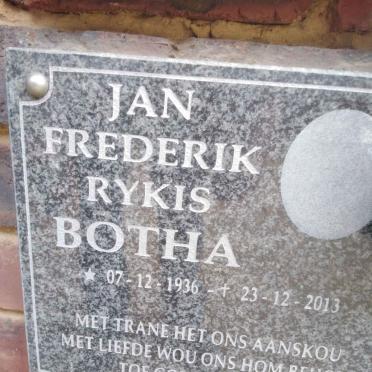 JAN
FREDERIK
RYKIS
BOTHA
★ 07-12-1936 - ✝ 23-12-2013
MET TRANE HET ONS AANSKOU
MET LIEFDE WOU ONS HOM